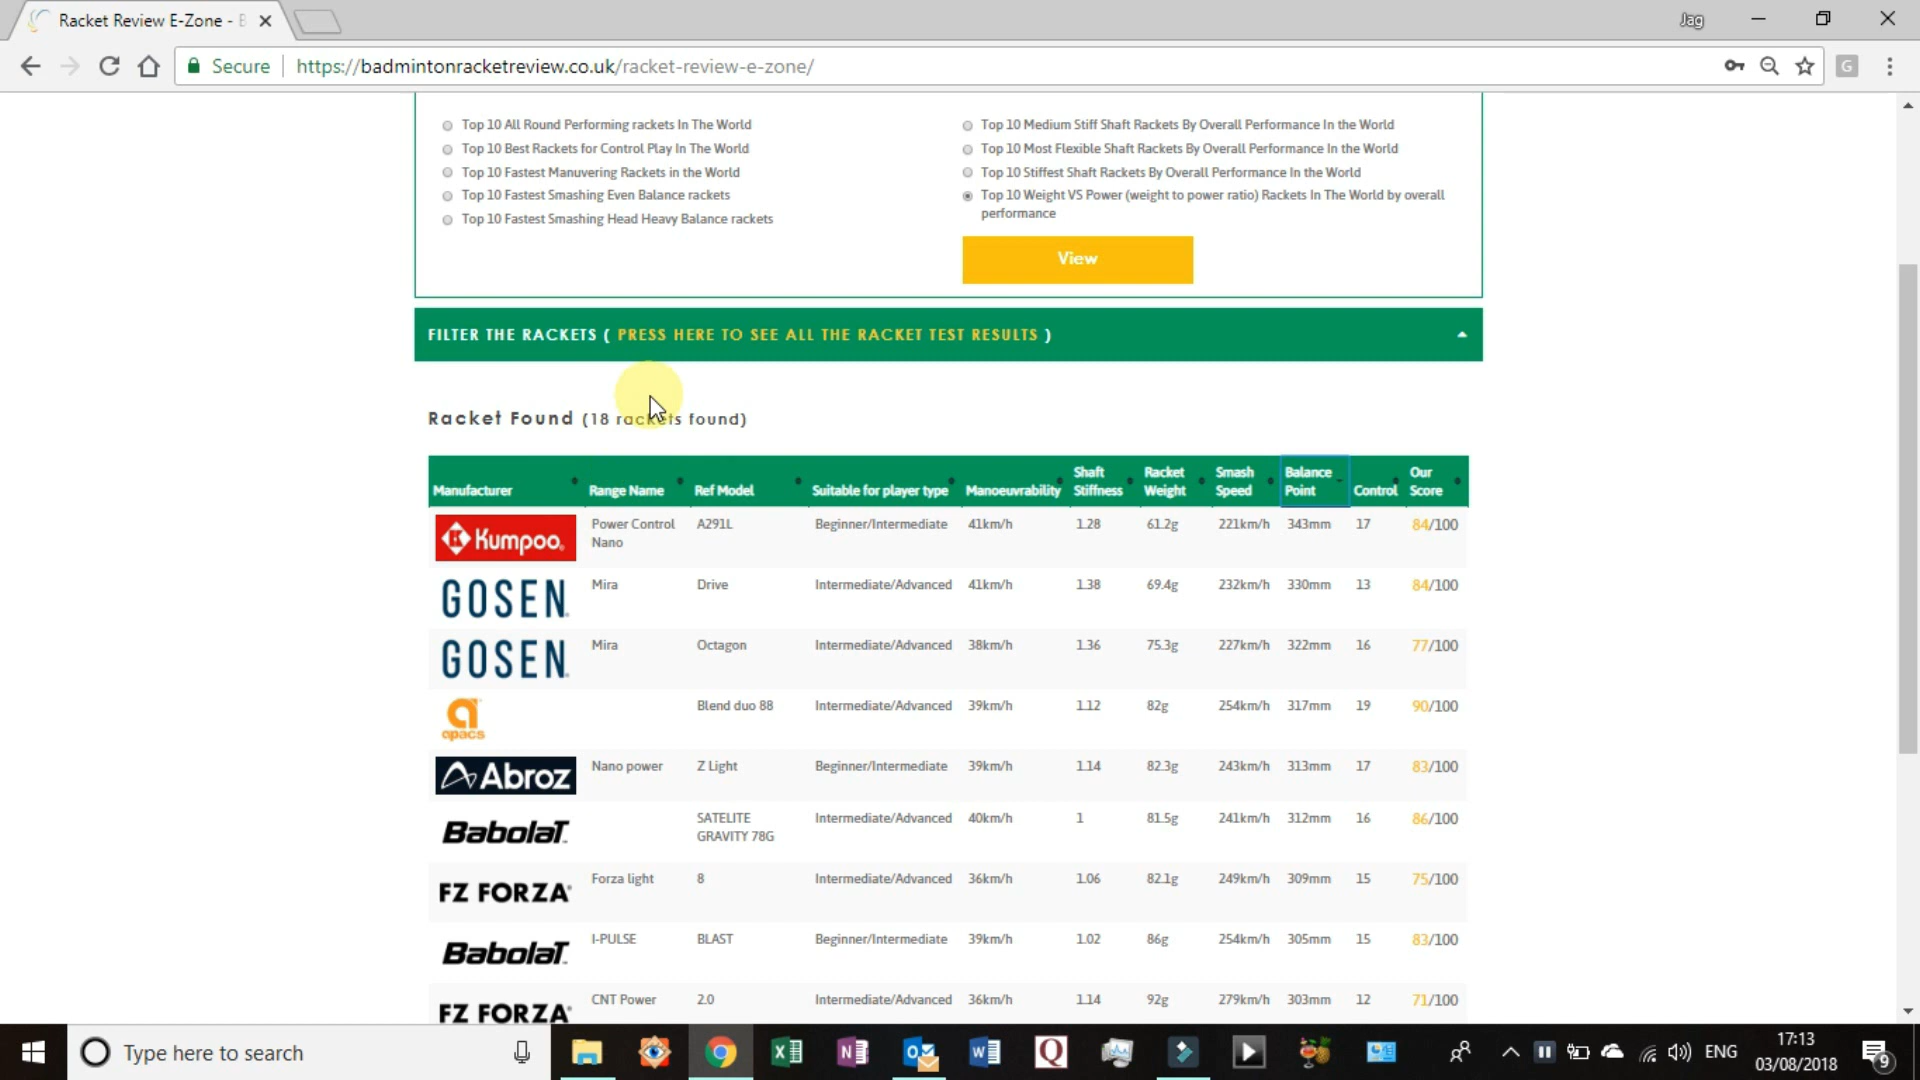 Racket Review E-Zone - B
Jag
Secure
https://badmintonracketreview.co.uk/racket-review-e-zone/
G
Top 10 All Round Performing rackets In The World
Top 10 Best Rackets for Control Play In The World
Top 10 Fastest Manuvering Rackets in the World
Top 10 Fastest Smashing Even Balance rackets
Top 10 Fastest Smashing Head Heavy Balance rackets
Top 10 Medium Stiff Shaft Rackets By Overall Performance In the World
Top 10 Most Flexible Shaft Rackets By Overall Performance In the World
Top 10 Stiffest Shaft Rackets By Overall Performance In the World
Top 10 Weight VS Power (weight to power ratio) Rackets In The World by overall
performance
View
FILTER THE RACKETS ( PRESS HERE TO SEE ALL THE RACKET TEST RESULTS )
Racket Found (18 rackets found)
Manufacturer Range Name Ref Model Suitable for player type Manoeuvrability Shaft Stiffness Racket Weight Smash Speed Balance Point Control Our Score
Kumpoo. Power Control Nano A291L Beginner/Intermediate 41km/h 1.28 61.2g 221km/h 343mm 17 84/100
GOSEN Mira Drive Intermediate/Advanced 41km/h 1.38 69.4g 232km/h 330mm 13 84/100
GOSEN Mira Octagon Intermediate/Advanced 38km/h 1.36 75.3g 227km/h 322mm 16 77/100
apacs Blend duo 88 Intermediate/Advanced 39km/h 1.12 82g 254km/h 317mm 19 90/100
Abroz Nano power Z Light Beginner/Intermediate 39km/h 1.14 82.3g 243km/h 313mm 17 83/100
BabolaT SATELITE GRAVITY 78G Intermediate/Advanced 40km/h 1 81.5g 241km/h 312mm 16 86/100
FZ FORZA Forza light 8 Intermediate/Advanced 36km/h 1.06 82.1g 249km/h 309mm 15 75/100
BabolaT I-PULSE BLAST Beginner/Intermediate 39km/h 1.02 86g 254km/h 305mm 15 83/100
FZ FORZA CNT Power 2.0 Intermediate/Advanced 36km/h 1.14 92g 279km/h 303mm 12 71/100
Type here to search
ENG
17:13
03/08/2018
9